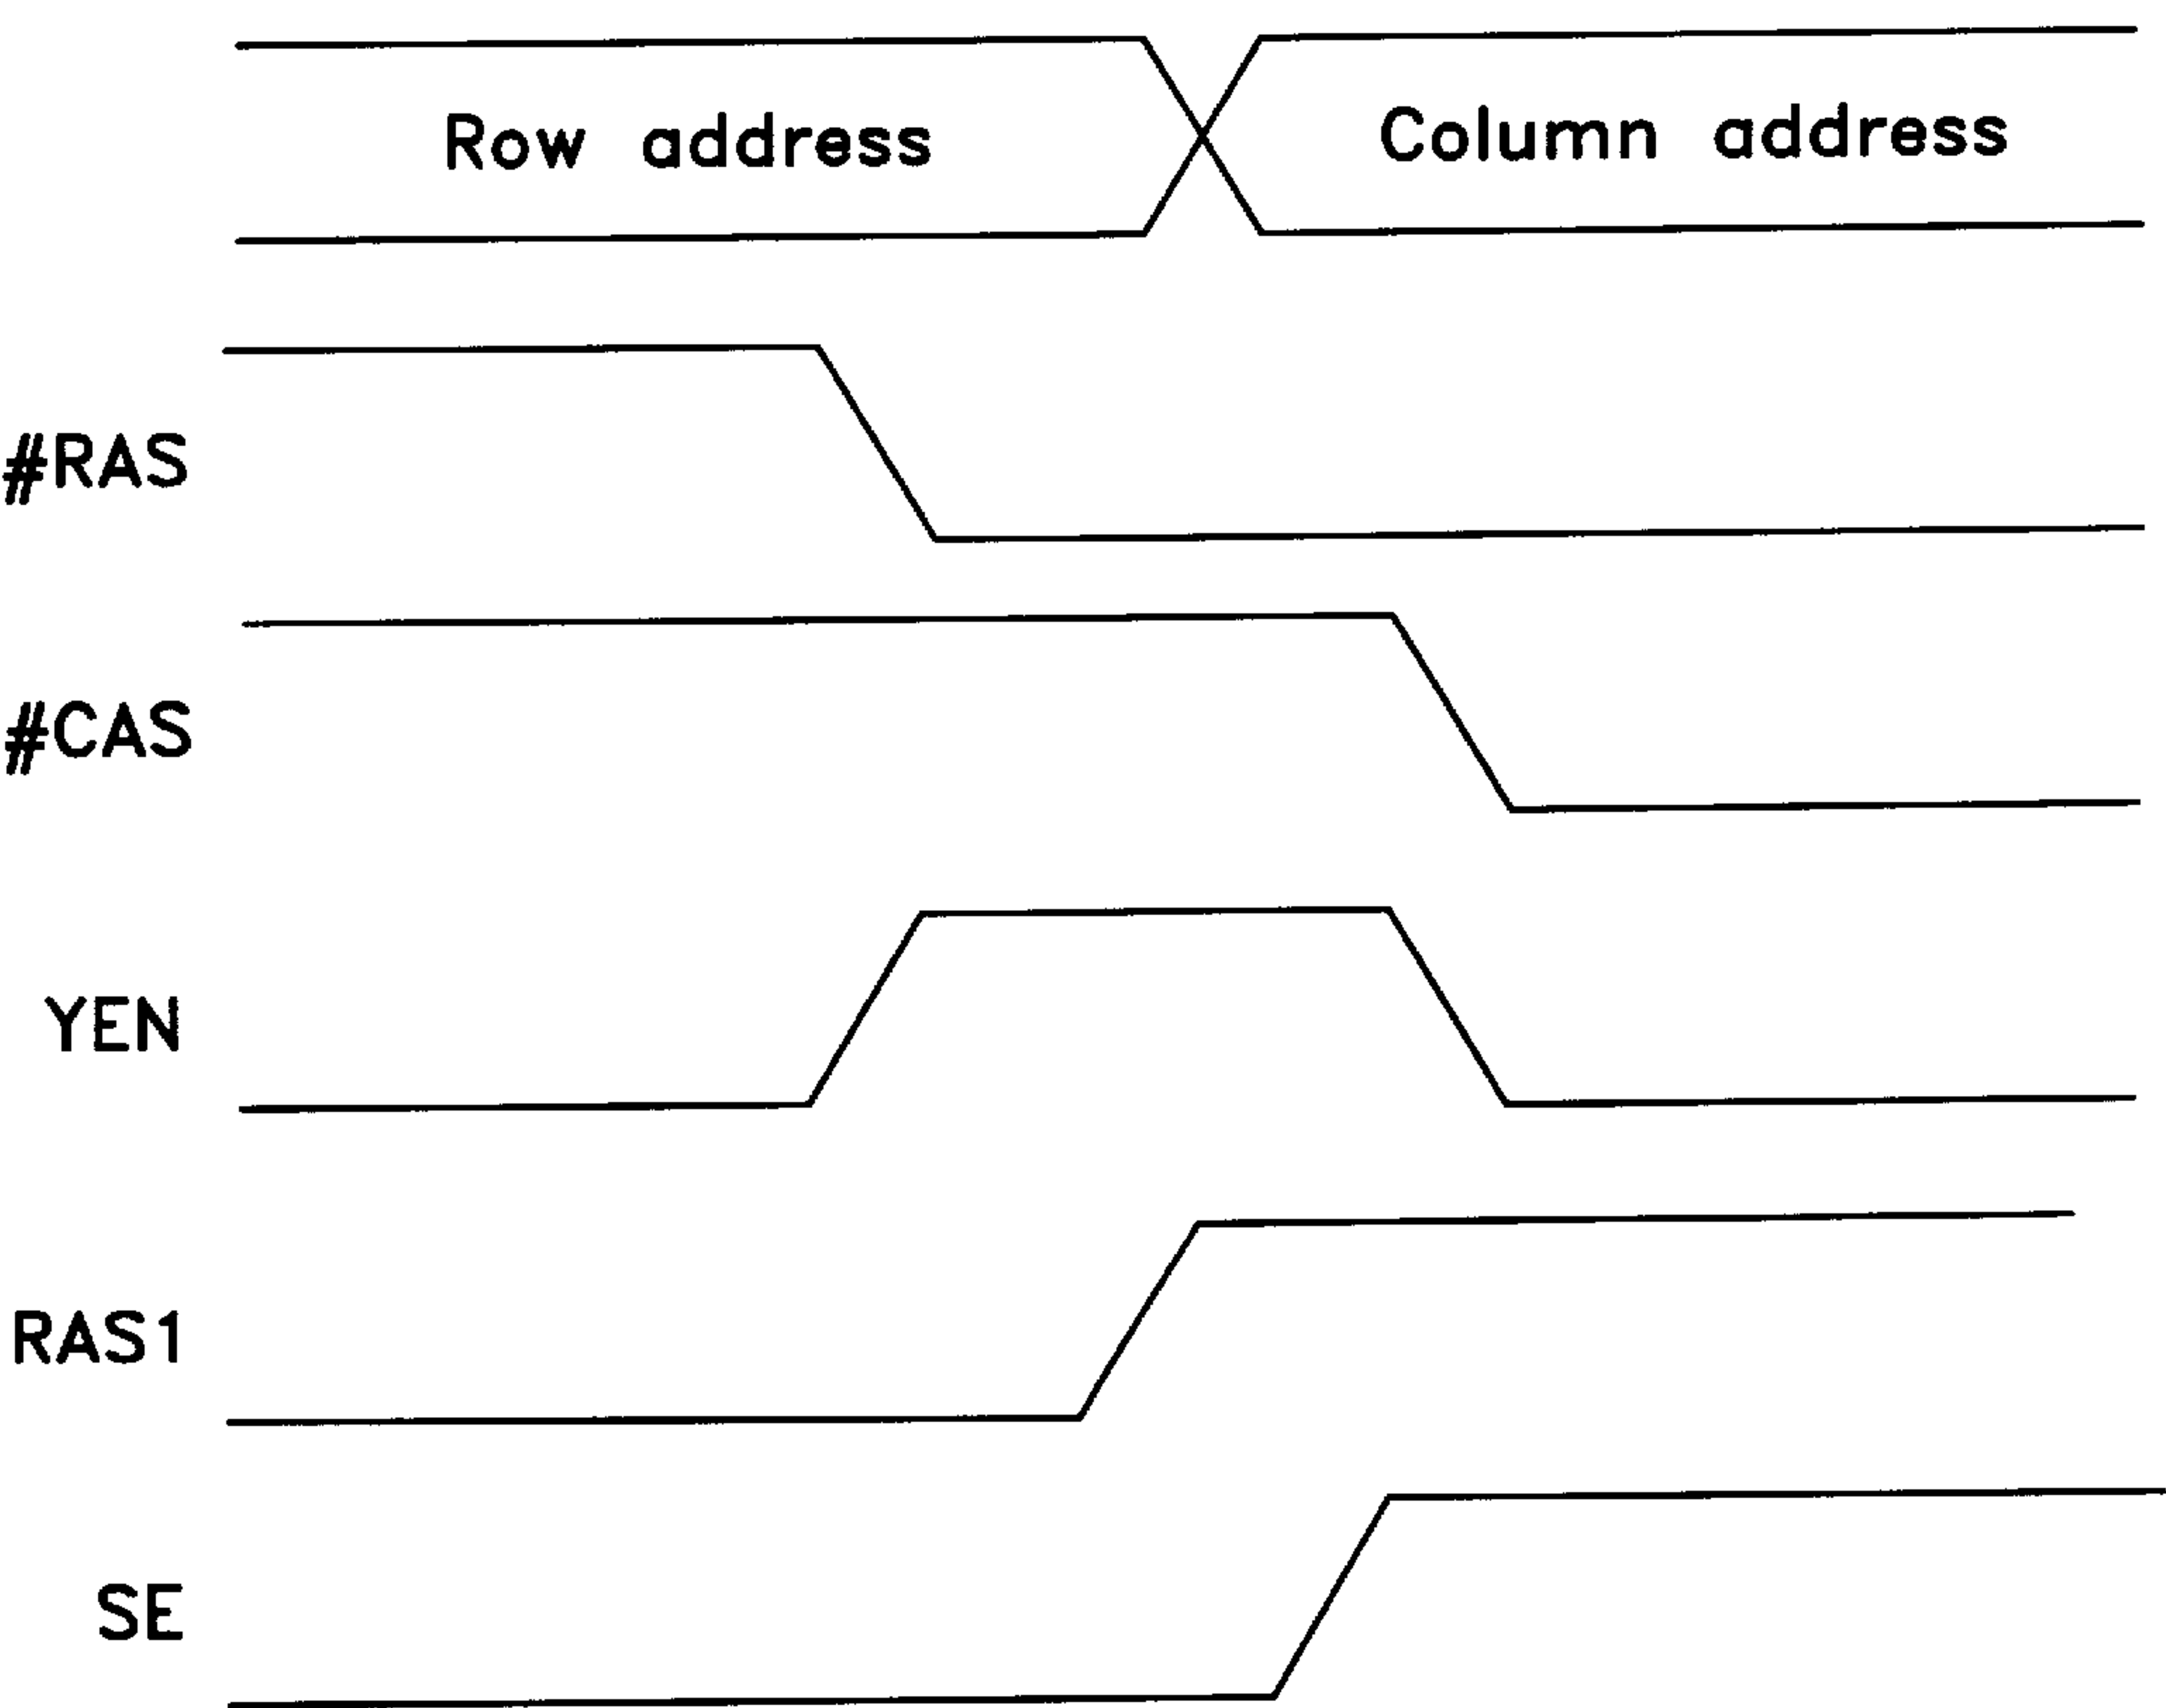 Row address Column address
#RAS
#CAS
YEN
RAS1
SE